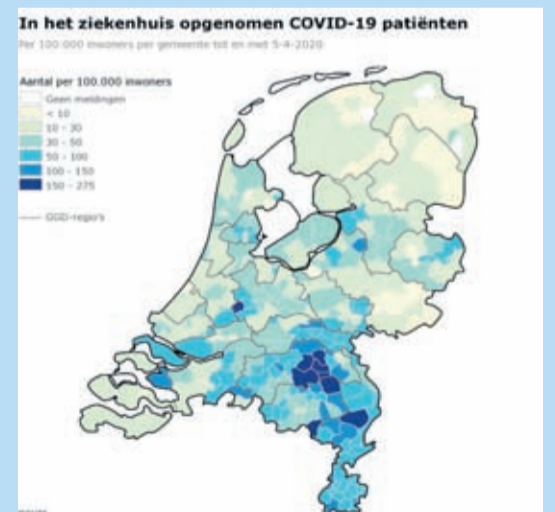 In het ziekenhuis opgenomen COVID-19 patiënten
Per 100.000 inwoners per gemeente tot en met 5-4-2020
Aantal per 100.000 inwoners
Geen meldingen
< 10
10 - 30
30 - 50
50 - 100
100 - 150
150 - 275
GGD-regio's